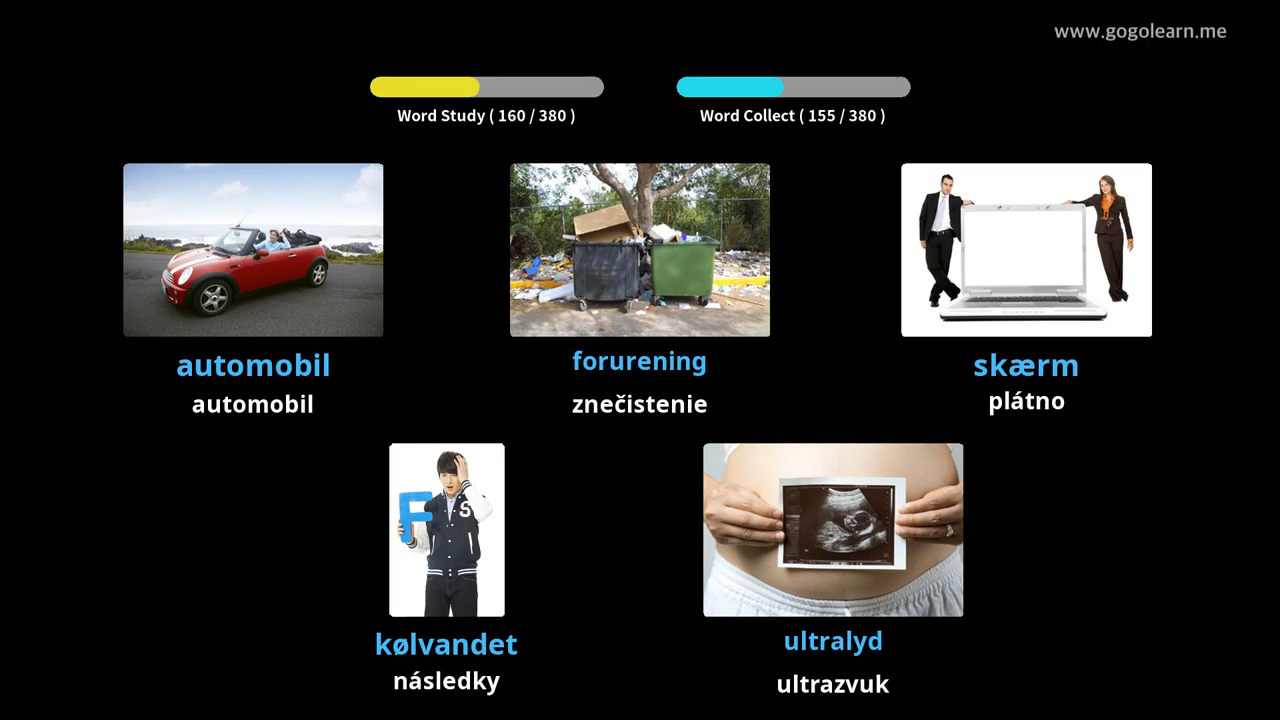 www.gogolearn.me
Word Study ( 160 / 380 )
Word Collect ( 155 / 380 )
automobil
automobil
forurening
znečistenie
skærm
plátno
F
S
kølvandet
následky
ultralyd
ultrazvuk